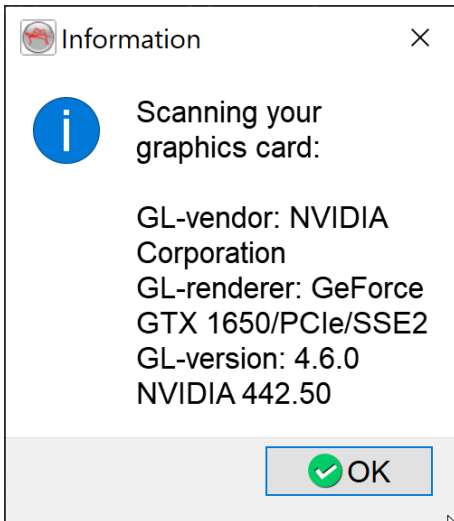 Information
Scanning your
graphics card:
GL-vendor: NVIDIA
Corporation
GL-renderer: GeForce
GTX 1650/PCIe/SSE2
GL-version: 4.6.0
NVIDIA 442.50
OK